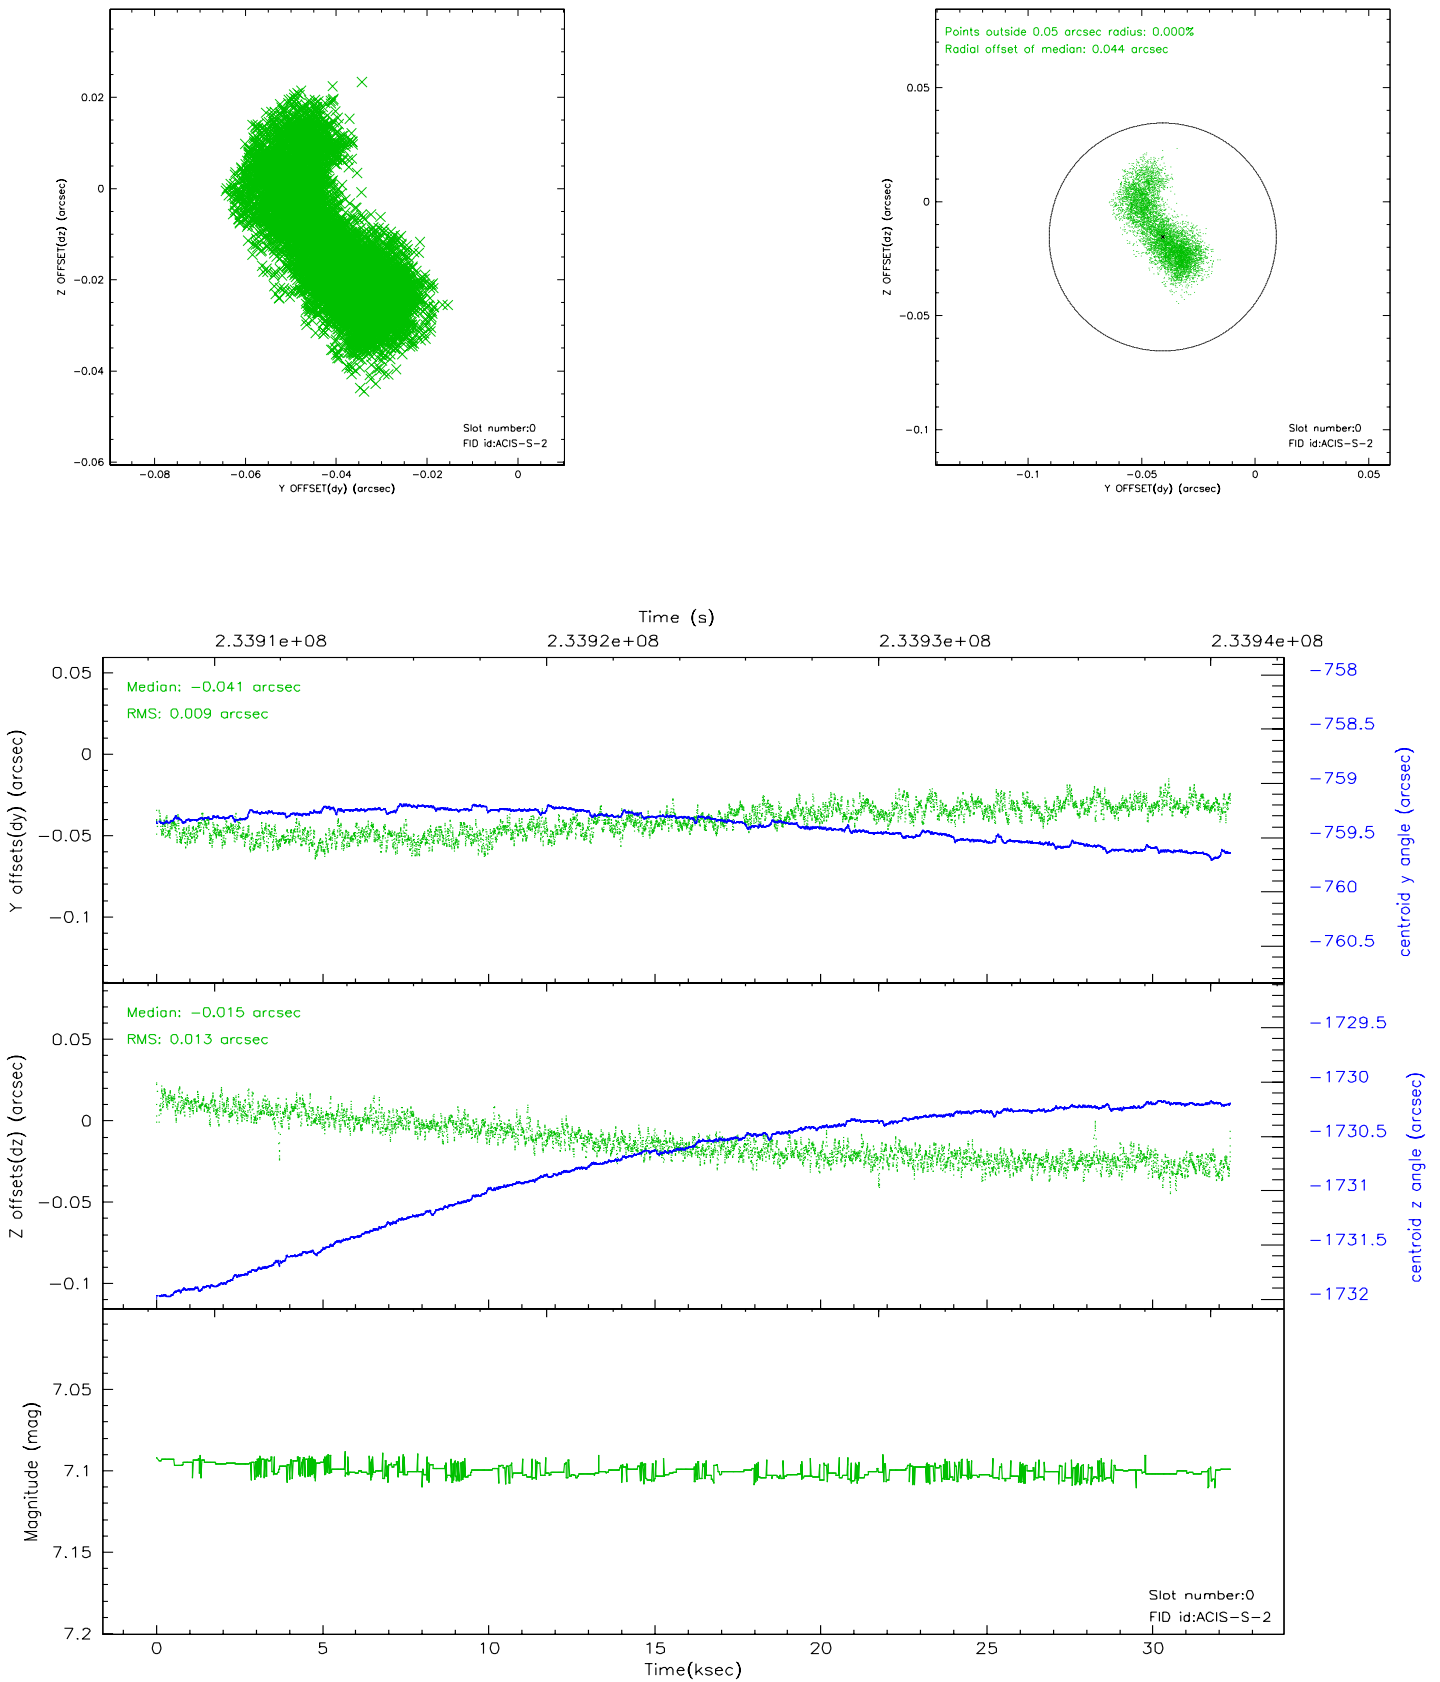 0.02
0
−0.02
−0.04
−0.06
Z OFFSET(dz) (arcsec)
−0.08
−0.06
−0.04
−0.02
0
Y OFFSET(dy) (arcsec)
Slot number:0
FID id:ACIS−S−2
Points outside 0.05 arcsec radius: 0.000%
Radial offset of median: 0.044 arcsec
0.05
0
−0.05
−0.1
Z OFFSET(dz) (arcsec)
−0.1
−0.05
0
0.05
Y OFFSET(dy) (arcsec)
Slot number:0
FID id:ACIS−S−2
Time (s)
2.3391e+08
2.3392e+08
2.3393e+08
2.3394e+08
Median: −0.041 arcsec
RMS: 0.009 arcsec
0.05
0
−0.05
−0.1
Y offsets(dy) (arcsec)
−758
−758.5
−759
−759.5
−760
−760.5
centroid y angle (arcsec)
Median: −0.015 arcsec
RMS: 0.013 arcsec
0.05
0
−0.05
−0.1
Z offsets(dz) (arcsec)
−1729.5
−1730
−1730.5
−1731
−1731.5
−1732
centroid z angle (arcsec)
7.05
7.1
7.15
7.2
Magnitude (mag)
Slot number:0
FID id:ACIS−S−2
0
5
10
15
20
25
30
Time(ksec)